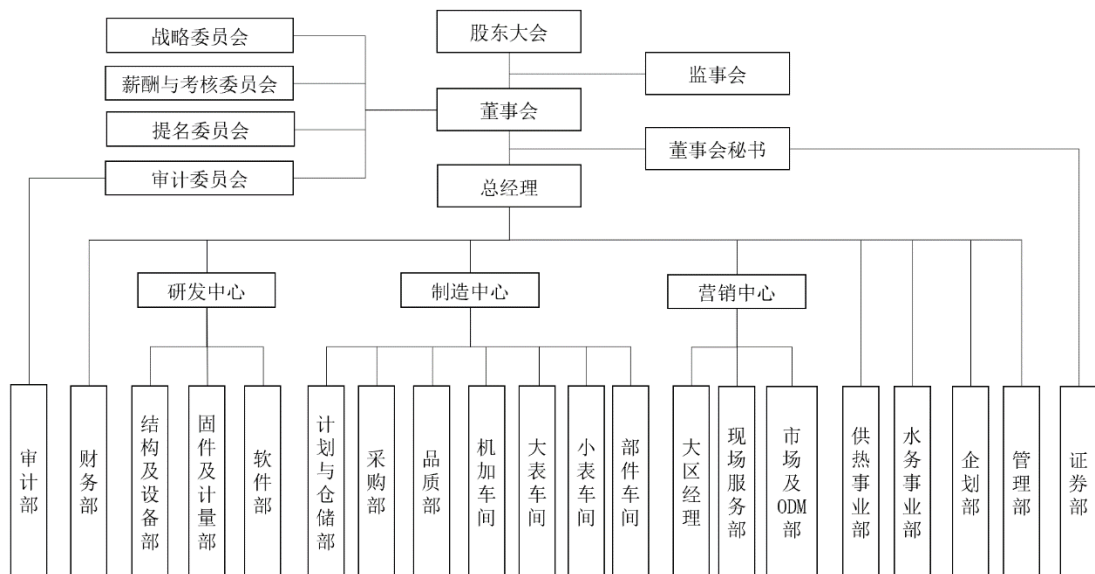 战略委员会
股东大会
薪酬与考核委员会
监事会
董事会
提名委员会
董事会秘书
审计委员会
总经理
研发中心
制造中心
营销中心
审计部
财务部
结构及设备部
固件及计量部
软件部
计划与仓储部
采购部
品质部
机加车间
大表车间
小表车间
部件车间
大区经理
现场服务部
市场及ODM部
供热事业部
水务事业部
企划部
管理部
证券部